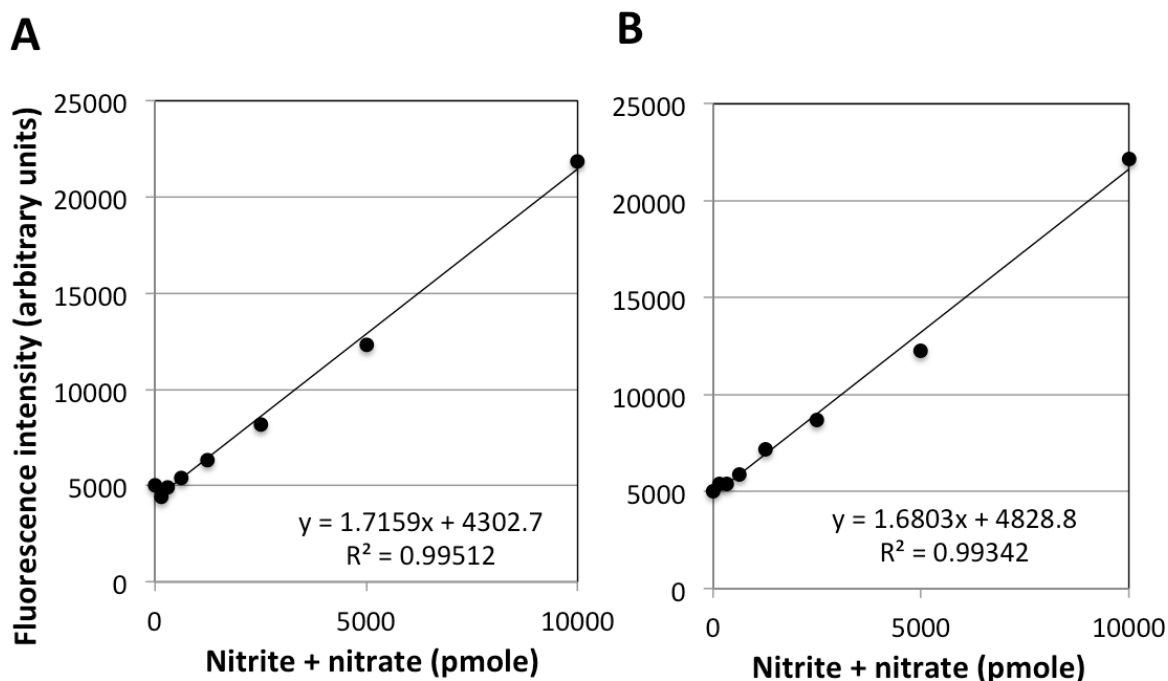 A
Fluorescence intensity (arbitrary units)
25000
20000
15000
10000
5000
0
y = 1.7159x + 4302.7
R² = 0.99512
0 5000 10000
Nitrite + nitrate (pmole)
B
25000
20000
15000
10000
5000
0
y = 1.6803x + 4828.8
R² = 0.99342
0 5000 10000
Nitrite + nitrate (pmole)